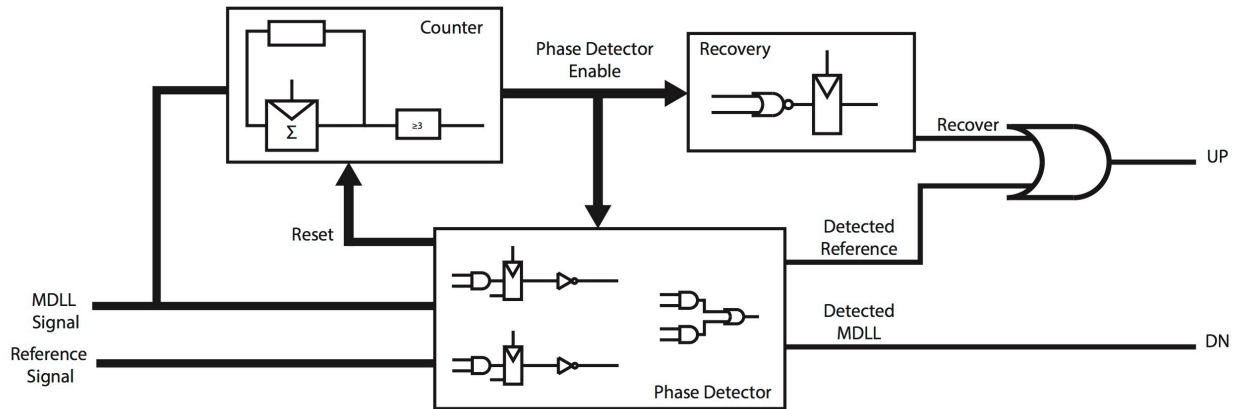 Counter
Phase Detector
Enable
Recovery
Σ
≥3
Recover
UP
Reset
Detected
Reference
MDLL
Signal
Detected
MDLL
DN
Reference
Signal
Phase Detector